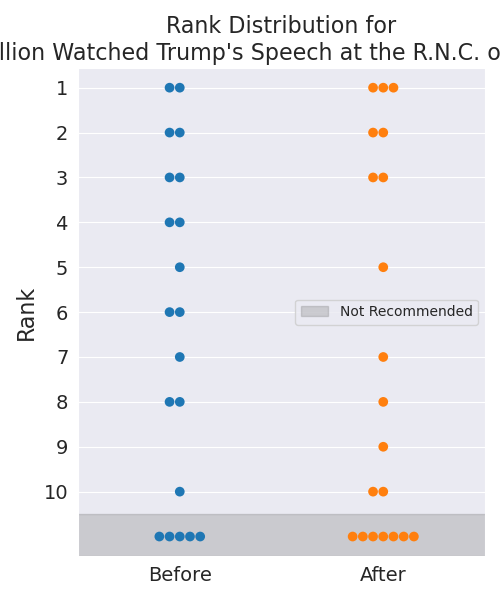 Rank Distribution for
llion Watched Trump's Speech at the R.N.C. o
1
2
3
4
5
6
7
8
9
10
Rank
Not Recommended
Before After